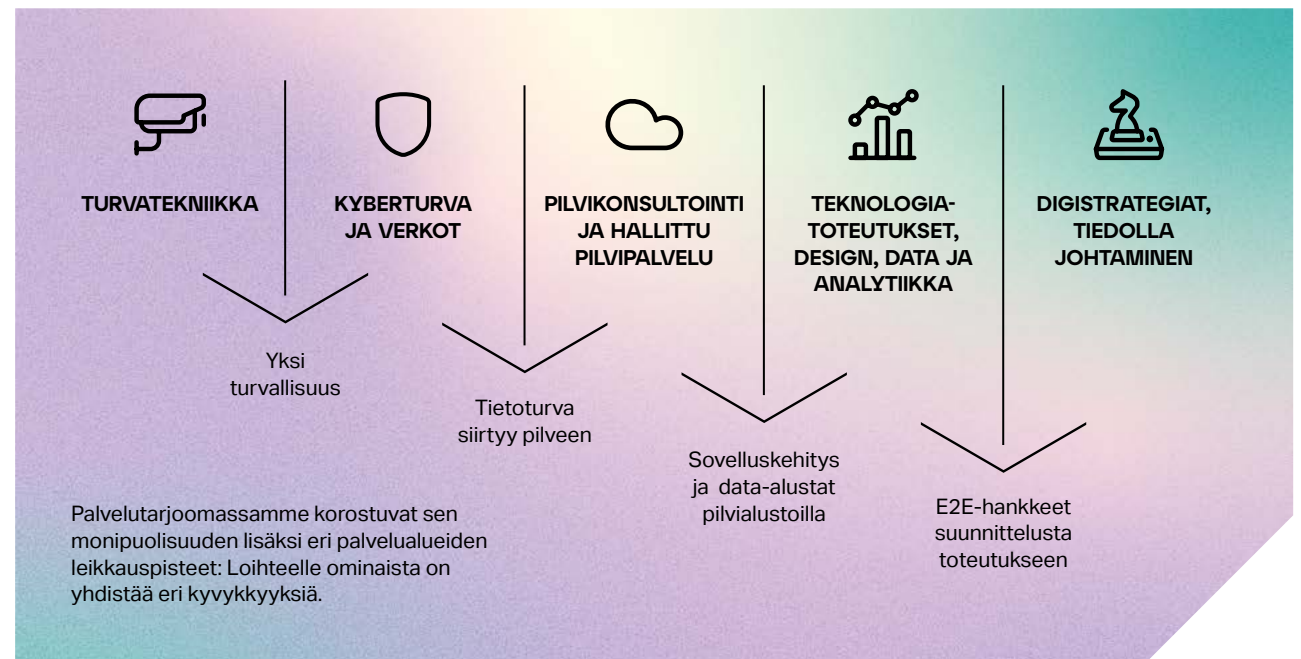 TURVATEKNIIKKA
KYBERTURVA
JA VERKOT
PILVIKONSULTOINTI
JA HALLITTU
PILVIPALVELU
TEKNOLOGIA-
TOTEUTUKSET,
DESIGN, DATA JA
ANALYTIIKKA
DIGISTRATEGIAT,
TIEDOLLA
JOHTAMINEN
Yksi
turvallisuus
Tietoturva
siirtyy pilveen
Sovelluskehitys
ja data-alustat
pilvialustoilla
E2E-hankkeet
suunnittelusta
toteutukseen
Palvelutarjoomassamme korostuvat sen
monipuolisuuden lisäksi eri palvelualueiden
leikkauspisteet: Loihteelle ominaista on
yhdistää eri kyvykkyyksiä.